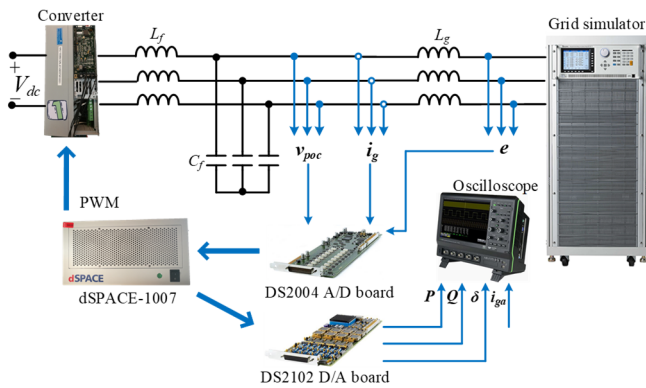 Converter
L_f
L_g
Grid simulator
+
V_dc
−
C_f
v_poc
i_g
e
Oscilloscope
PWM
dSPACE
DS2004 A/D board
dSPACE-1007
P Q δ i_ga
DS2102 D/A board